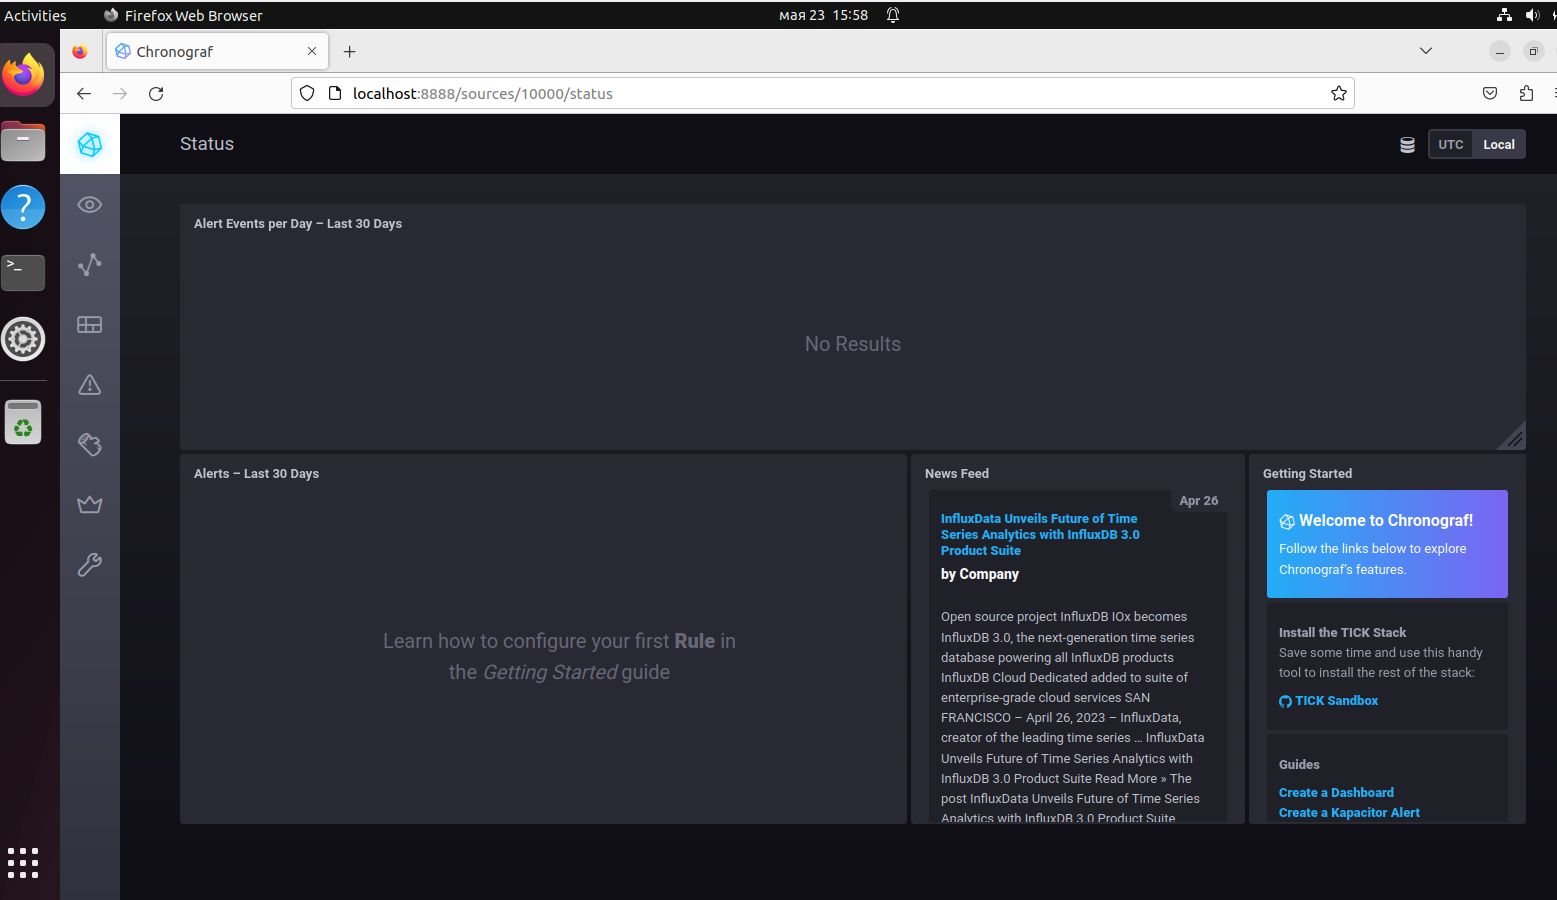 Activities
Firefox Web Browser
мая 23 15:58
Chronograf
localhost:8888/sources/10000/status
Status
UTC
Local
Alert Events per Day – Last 30 Days
No Results
Alerts – Last 30 Days
Learn how to configure your first Rule in
the Getting Started guide
News Feed
Apr 26
InfluxData Unveils Future of Time
Series Analytics with InfluxDB 3.0
Product Suite
by Company
Open source project InfluxDB IOx becomes
InfluxDB 3.0, the next-generation time series
database powering all InfluxDB products
InfluxDB Cloud Dedicated added to suite of
enterprise-grade cloud services SAN
FRANCISCO – April 26, 2023 – InfluxData,
creator of the leading time series ... InfluxData
Unveils Future of Time Series Analytics with
InfluxDB 3.0 Product Suite Read More » The
post InfluxData Unveils Future of Time Series
Analytics with InfluxDB 3.0 Product Suite
Getting Started
Welcome to Chronograf!
Follow the links below to explore
Chronograf's features.
Install the TICK Stack
Save some time and use this handy
tool to install the rest of the stack:
TICK Sandbox
Guides
Create a Dashboard
Create a Kapacitor Alert